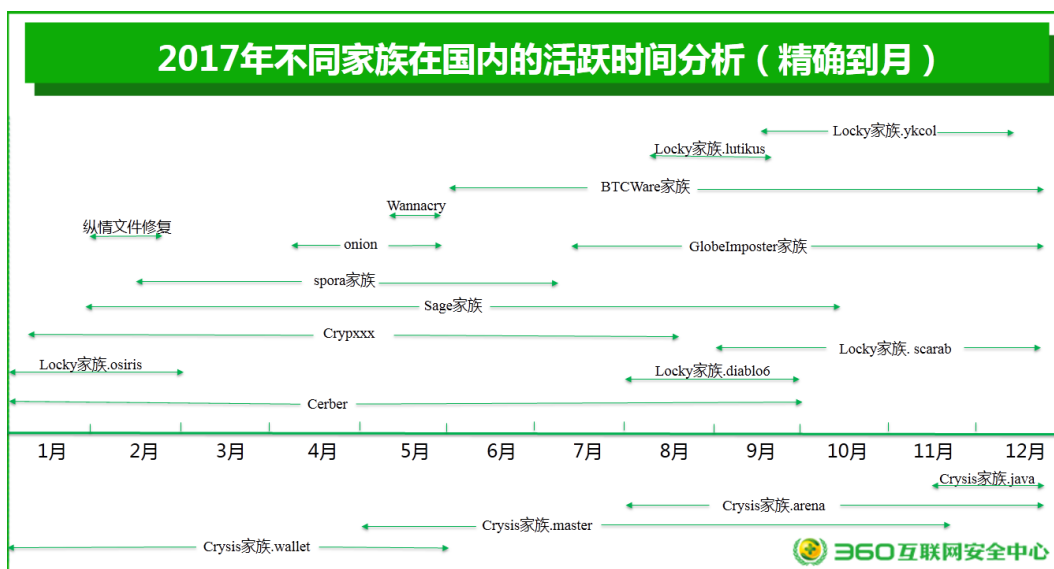 2017年不同家族在国内的活跃时间分析（精确到月）
Locky家族.ykcol
Locky家族.lutikus
BTCWare家族
Wannacry
纵情文件修复
onion
GlobeImposter家族
spora家族
Sage家族
Crypxxx
Locky家族. scarab
Locky家族.osiris
Locky家族.diablo6
Cerber
1月 2月 3月 4月 5月 6月 7月 8月 9月 10月 11月 12月
Crysis家族.java
Crysis家族.arena
Crysis家族.master
Crysis家族.wallet
360互联网安全中心